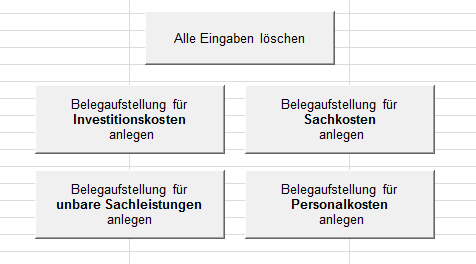 Alle Eingaben löschen
Belegaufstellung für
Investitionskosten
anlegen
Belegaufstellung für
Sachkosten
anlegen
Belegaufstellung für
unbare Sachleistungen
anlegen
Belegaufstellung für
Personalkosten
anlegen